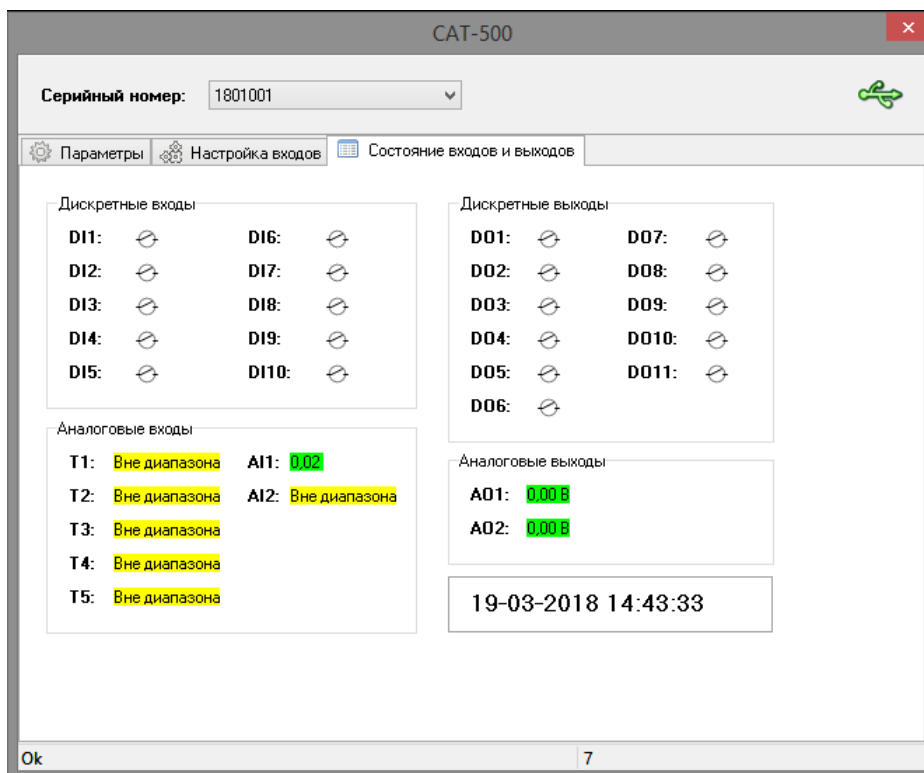 CAT-500
Серийный номер: 1801001
Параметры Настройка входов Состояние входов и выходов
Дискретные входы
DI1: DI6:
DI2: DI7:
DI3: DI8:
DI4: DI9:
DI5: DI10:
Дискретные выходы
DO1: DO7:
DO2: DO8:
DO3: DO9:
DO4: DO10:
DO5: DO11:
DO6:
Аналоговые входы
T1: Вне диапазона AI1: 0,02
T2: Вне диапазона AI2: Вне диапазона
T3: Вне диапазона
T4: Вне диапазона
T5: Вне диапазона
Аналоговые выходы
AO1: 0,00 В
AO2: 0,00 В
19-03-2018 14:43:33
Ok 7